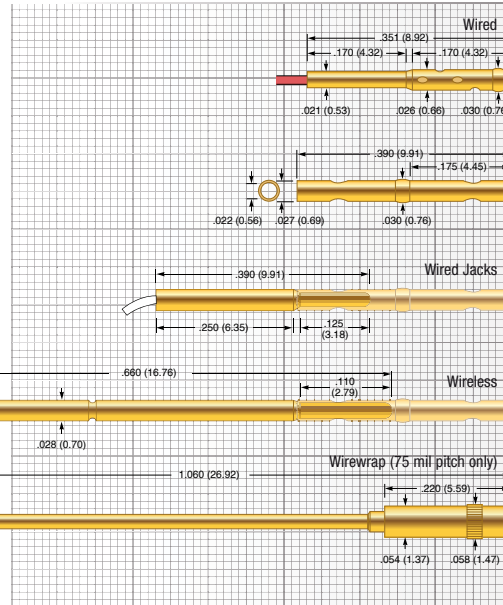 Wired
.351 (8.92)
.170 (4.32) .170 (4.32)
.021 (0.53) .026 (0.66) .030 (0.76
.390 (9.91)
.175 (4.45)
.022 (0.56) .027 (0.69) .030 (0.76)
Wired Jacks
.390 (9.91)
.250 (6.35) .125
(3.18)
.660 (16.76) .110
(2.79)
Wireless
.028 (0.70)
Wirewrap (75 mil pitch only)
1.060 (26.92)
.220 (5.59)
.054 (1.37) .058 (1.47)